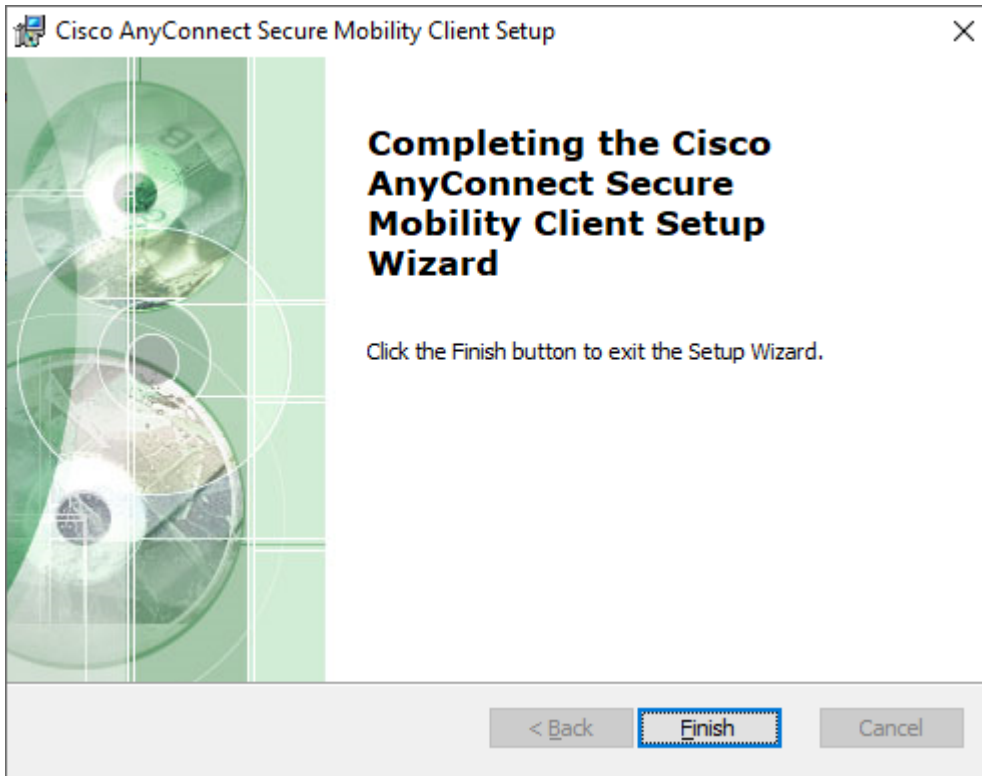 Cisco AnyConnect Secure Mobility Client Setup
Completing the Cisco
AnyConnect Secure
Mobility Client Setup
Wizard
Click the Finish button to exit the Setup Wizard.
< Back
Finish
Cancel